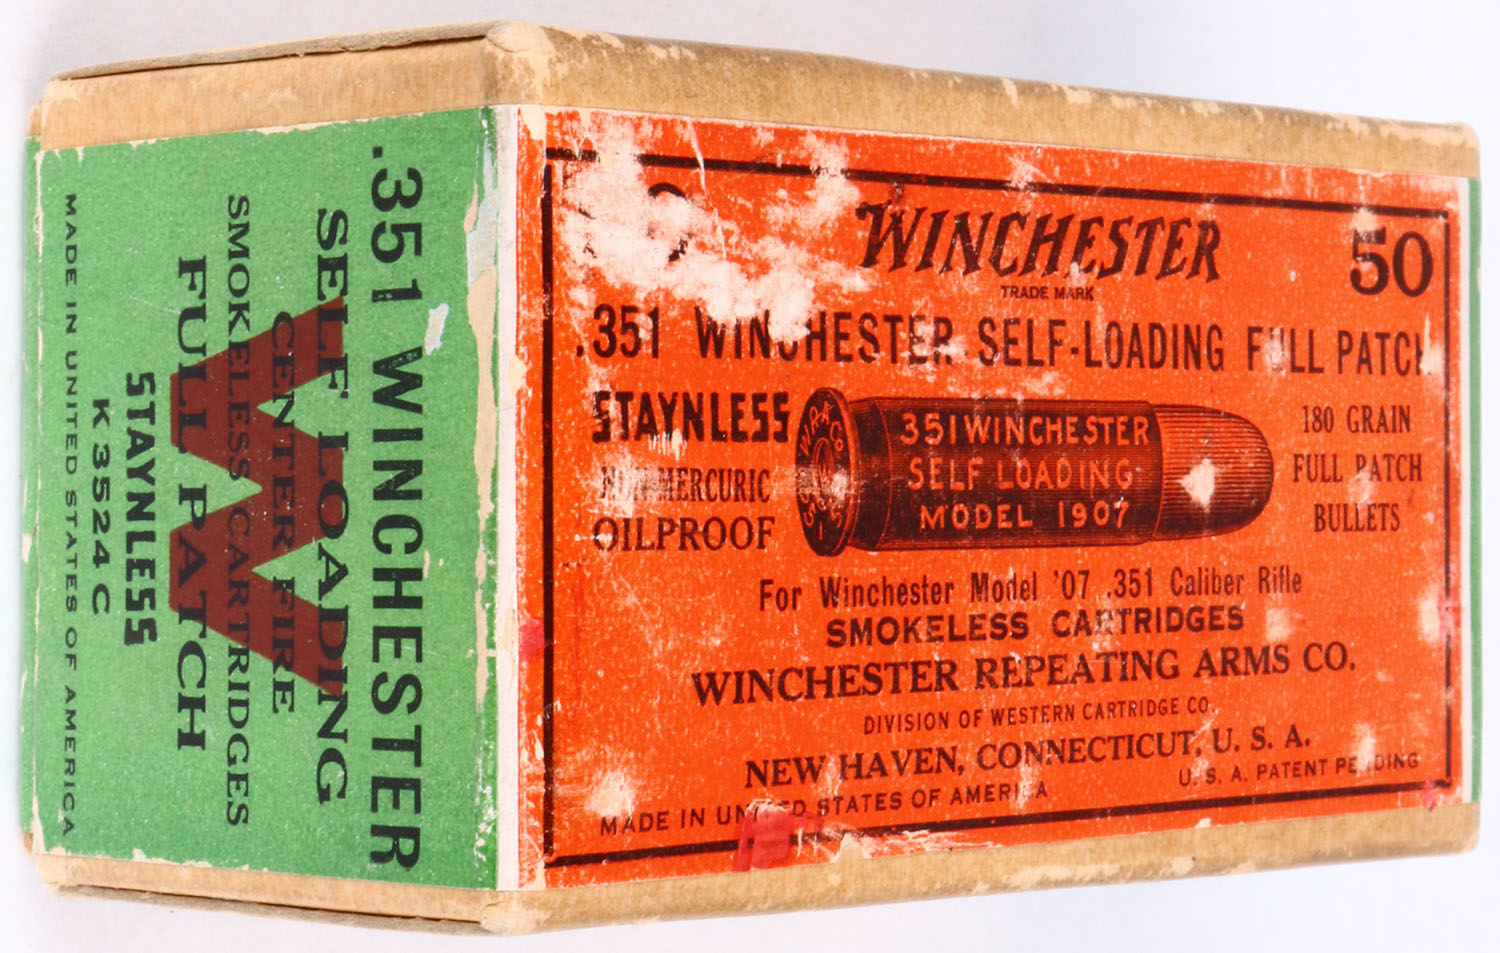 .351 WINCHESTER
SELF LOADING
CENTER FIRE
SMOKELESS CARTRIDGES
FULL PATCH
STAYNLESS
K 3524 C
MADE IN UNITED STATES OF AMERICA
WINCHESTER
TRADE MARK
50
.351 WINCHESTER SELF-LOADING FULL PATCH
STAYNLESS
NON-MERCURIC
OILPROOF
W.R.A. Co.
351 S.L.
351 WINCHESTER
SELF LOADING
MODEL 1907
180 GRAIN
FULL PATCH
BULLETS
For Winchester Model '07 .351 Caliber Rifle
SMOKELESS CARTRIDGES
WINCHESTER REPEATING ARMS CO.
DIVISION OF WESTERN CARTRIDGE CO.
NEW HAVEN, CONNECTICUT, U. S. A.
MADE IN UNITED STATES OF AMERICA
U. S. A. PATENT PENDING